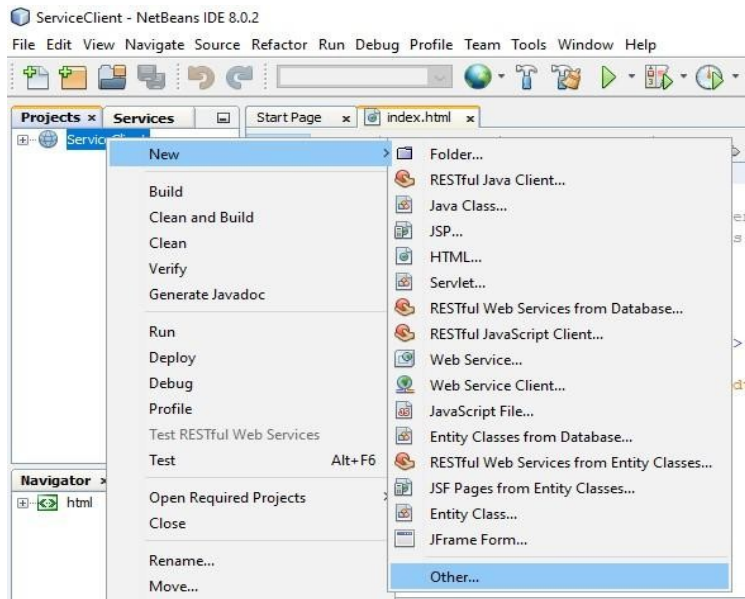 ServiceClient - NetBeans IDE 8.0.2
File Edit View Navigate Source Refactor Run Debug Profile Team Tools Window Help
Projects × Services
Start Page × index.html ×
New
Build
Clean and Build
Clean
Verify
Generate Javadoc
Run
Deploy
Debug
Profile
Test RESTful Web Services
Test Alt+F6
Open Required Projects
Close
Rename...
Move...
Folder...
RESTful Java Client...
Java Class...
JSP...
HTML...
Servlet...
RESTful Web Services from Database...
RESTful JavaScript Client...
Web Service...
Web Service Client...
JavaScript File...
Entity Classes from Database...
RESTful Web Services from Entity Classes...
JSF Pages from Entity Classes...
Entity Class...
JFrame Form...
Other...
Navigator ×
html